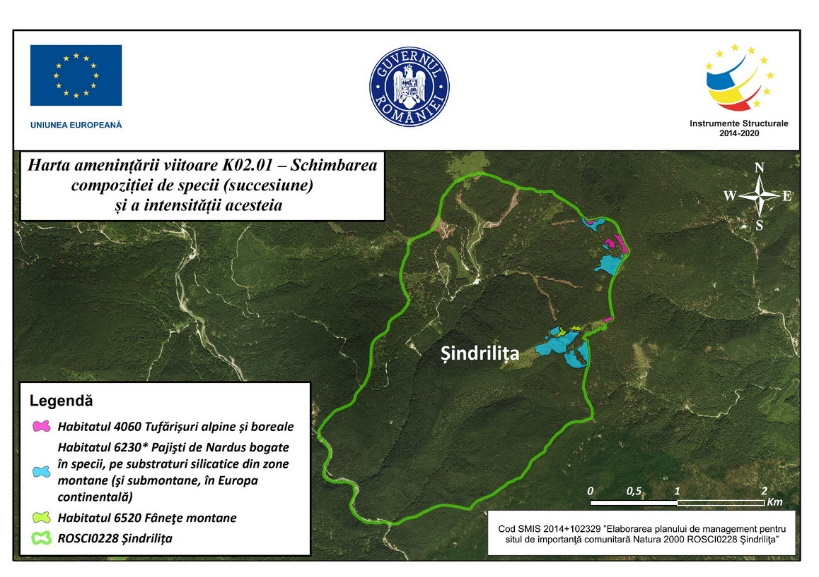 UNIUNEA EUROPEANĂ
GUVERNUL ROMÂNIEI
Instrumente Structurale
2014-2020
Harta amenințării viitoare K02.01 – Schimbarea
compoziției de specii (succesiune)
și a intensității acesteia
N
W E
S
Șindrilița
Legendă
Habitatul 4060 Tufărișuri alpine și boreale
Habitatul 6230* Pajiști de Nardus bogate
în specii, pe substraturi silicatice din zone
montane (și submontane, în Europa
continentală)
Habitatul 6520 Fânețe montane
ROSCI0228 Șindrilița
0 0,5 1 2
Km
Cod SMIS 2014+102329 "Elaborarea planului de management pentru
situl de importanță comunitară Natura 2000 ROSCI0228 Șindrilița"